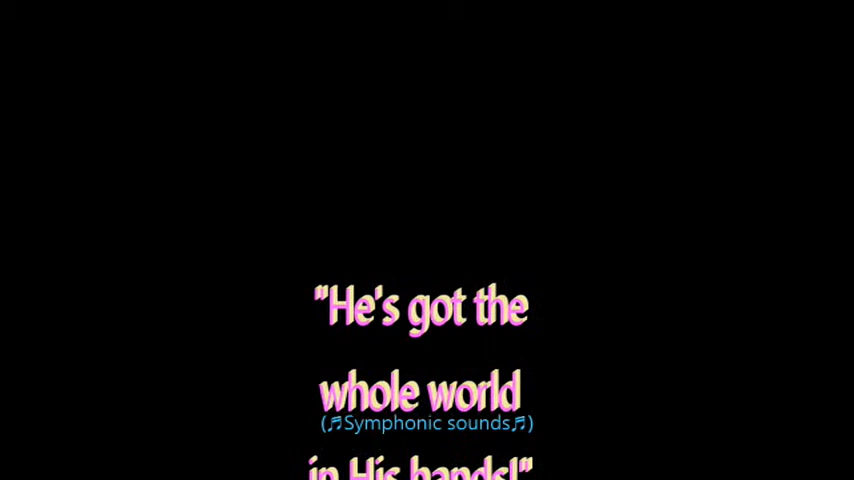 "He's got the
whole world
(♬Symphonic sounds♬)
in His hands!"